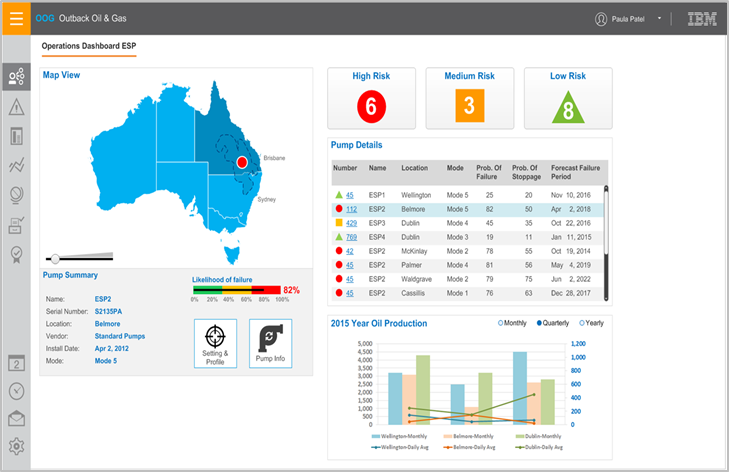 OOG Outback Oil & Gas
Paula Patel
IBM
Operations Dashboard ESP
Map View
Brisbane
Sydney
High Risk
6
Medium Risk
3
Low Risk
8
Pump Details
Number Name Location Mode Prob. Of Failure Prob. Of Stoppage Forecast Failure Period
45 ESP1 Wellington Mode 5 25 20 Nov 10, 2016
112 ESP2 Belmore Mode 5 82 50 Apr 2, 2018
429 ESP3 Dublin Mode 4 45 35 Oct 22, 2016
769 ESP4 Dublin Mode 3 19 11 Jan 11, 2015
42 ESP2 McKinlay Mode 2 78 55 Oct 19, 2014
45 ESP2 Palmer Mode 4 81 56 May 4, 2019
45 ESP2 Waldgrave Mode 2 79 75 Jun 2, 2022
45 ESP2 Cassillis Mode 1 76 63 Dec 28, 2017
Pump Summary
Name: ESP2
Serial Number: S2135PA
Location: Belmore
Vendor: Standard Pumps
Install Date: Apr 2, 2012
Mode: Mode 5
Likelihood of failure
82%
0% 20% 40% 60% 80% 100%
Setting &
Profile
Pump Info
2
2015 Year Oil Production
Monthly Quarterly Yearly
5,000
4,500
4,000
3,500
3,000
2,500
2,000
1,500
1,000
500
0
1,200
1,000
800
600
400
200
0
Wellington-Monthly Belmore-Monthly Dublin-Monthly
Wellington-Daily Avg Belmore-Daily Avg Dublin-Daily Avg